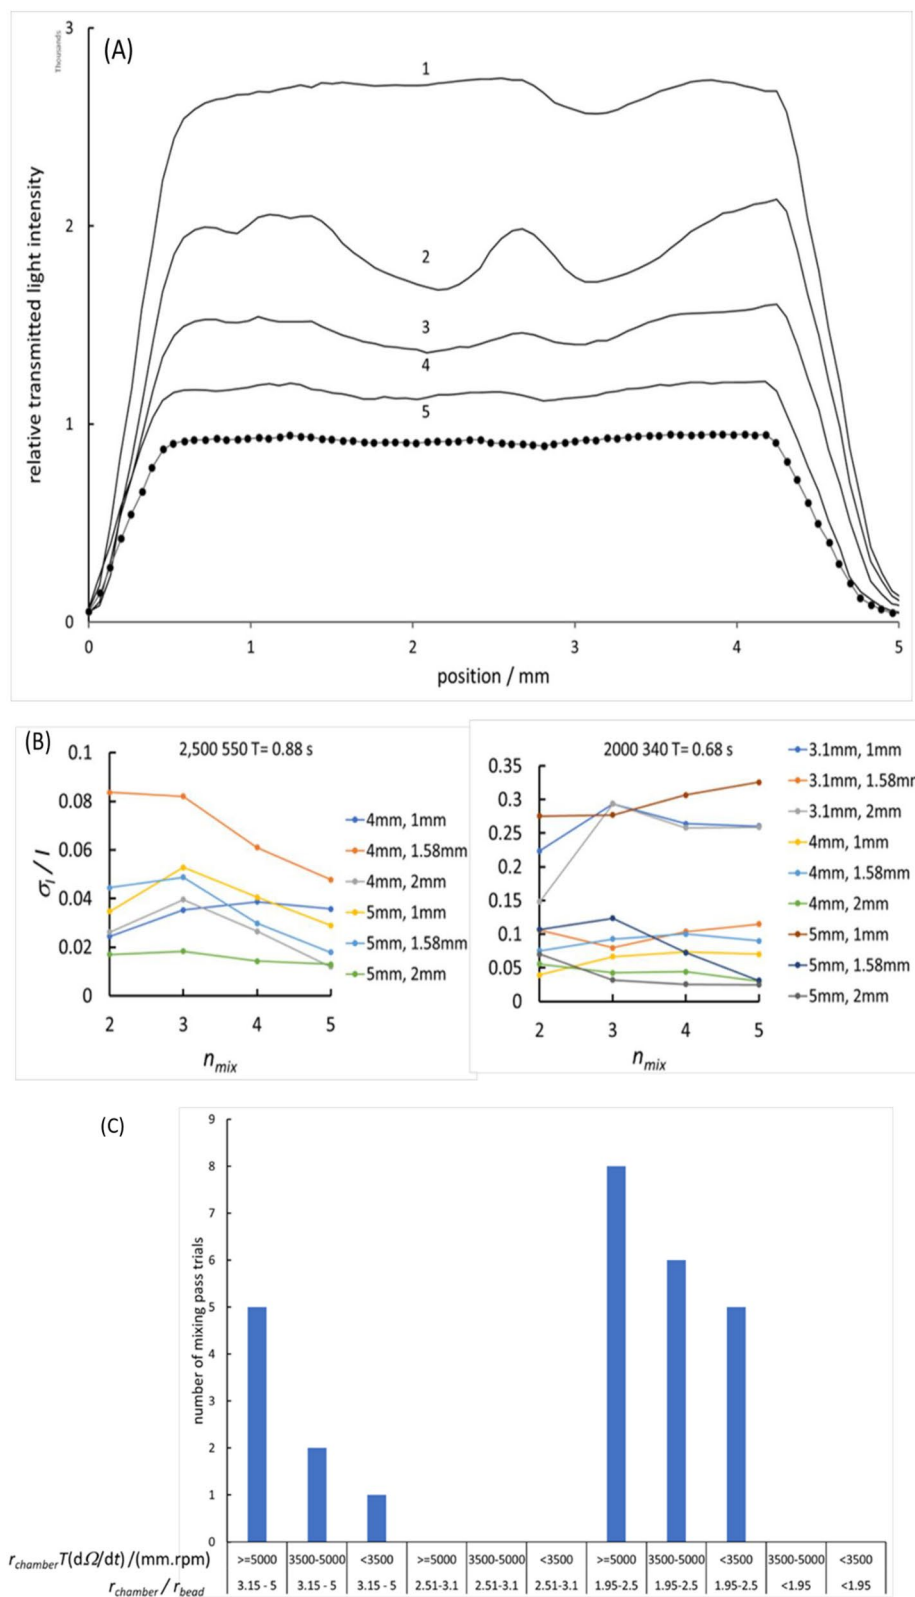 (A)
Thousands
3
2
1
0
relative transmitted light intensity
1
2
3
4
5
0 1 2 3 4 5
position / mm
(B)
2,500 550 T= 0.88 s
0.1
0.08
0.06
0.04
0.02
0
σI / I
2 3 4 5
nmix
4mm, 1mm
4mm, 1.58mm
4mm, 2mm
5mm, 1mm
5mm, 1.58mm
5mm, 2mm
2000 340 T= 0.68 s
0.35
0.3
0.25
0.2
0.15
0.1
0.05
0
2 3 4 5
nmix
3.1mm, 1mm
3.1mm, 1.58mm
3.1mm, 2mm
4mm, 1mm
4mm, 1.58mm
4mm, 2mm
5mm, 1mm
5mm, 1.58mm
5mm, 2mm
(C)
9
8
7
6
5
4
3
2
1
0
number of mixing pass trials
rchamberT(dΩ/dt)/(mm.rpm) >=5000 3500-5000 <3500 >=5000 3500-5000 <3500 >=5000 3500-5000 <3500 3500-5000 <3500
rchamber / rbead 3.15 - 5 3.15 - 5 3.15 - 5 2.51-3.1 2.51-3.1 2.51-3.1 1.95-2.5 1.95-2.5 1.95-2.5 <1.95 <1.95